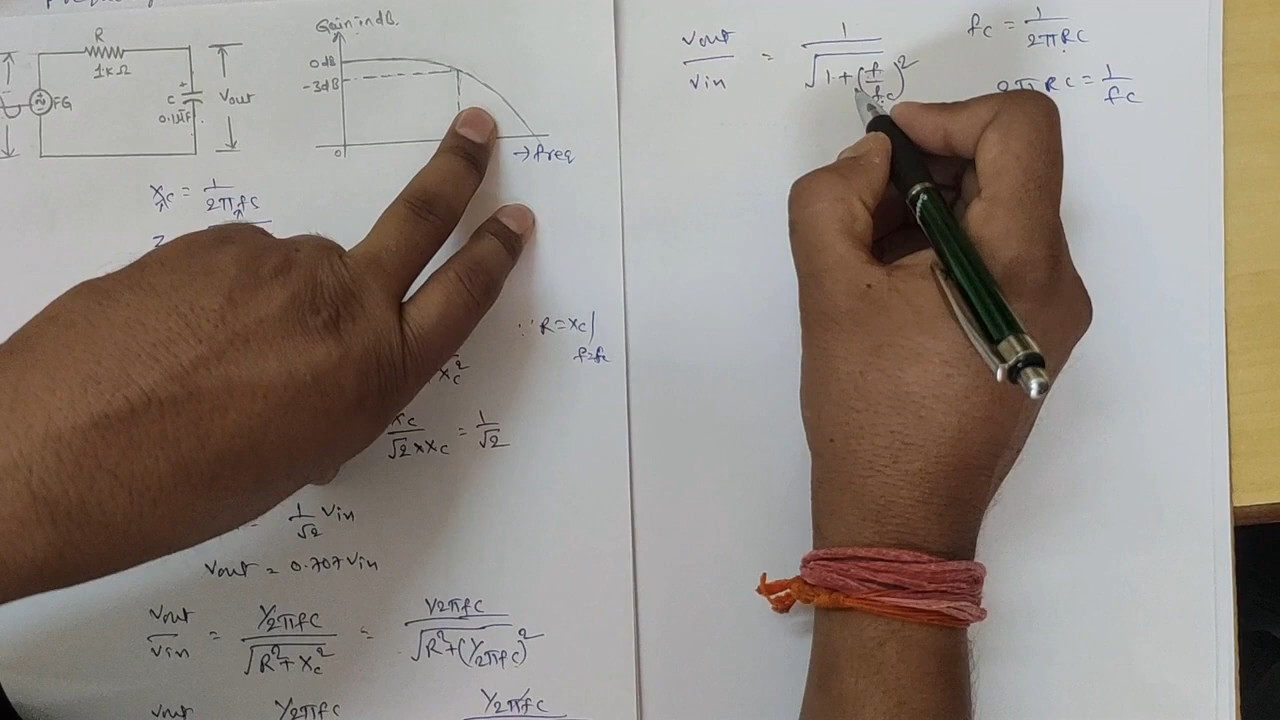 Gain in dB.
R
1kΩ
0 dB
-3dB
FG
C
0.1µF
Vout
0
→ freq
Xc = 1/2πfC
∵ R = Xc|
f=fc
Xc/√2 x Xc = 1/√2
1/√2 Vin
Vout = 0.707 Vin
Vout/Vin = 1/2πfC / √R²+Xc² = 1/2πfC / √R²+(1/2πfC)²
Vout 1/2πfC 1/2πfC
Vout/Vin = 1/√1+(f/fc)²
fc = 1/2πRC
2πRC = 1/fc